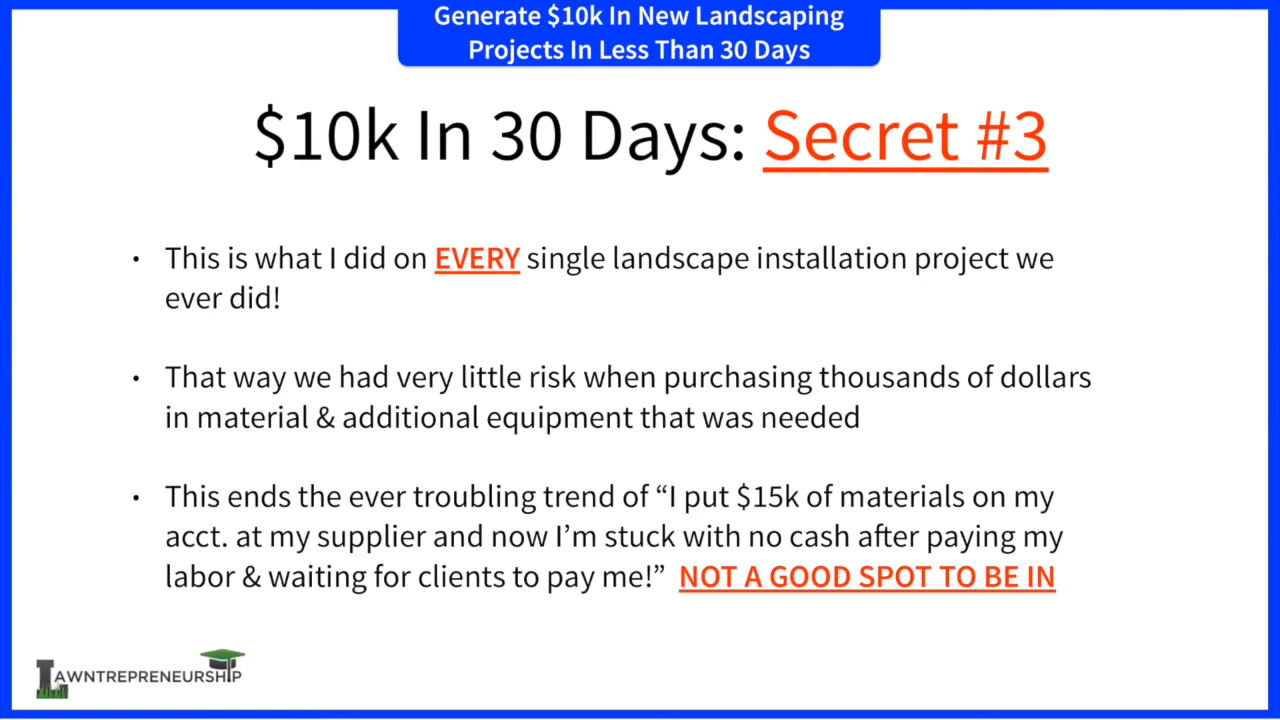 Generate $10k In New Landscaping
Projects In Less Than 30 Days
$10k In 30 Days: Secret #3
• This is what I did on EVERY single landscape installation project we
ever did!
• That way we had very little risk when purchasing thousands of dollars
in material & additional equipment that was needed
• This ends the ever troubling trend of “I put $15k of materials on my
acct. at my supplier and now I’m stuck with no cash after paying my
labor & waiting for clients to pay me!” NOT A GOOD SPOT TO BE IN
LAWNTREPRENEURSHIP